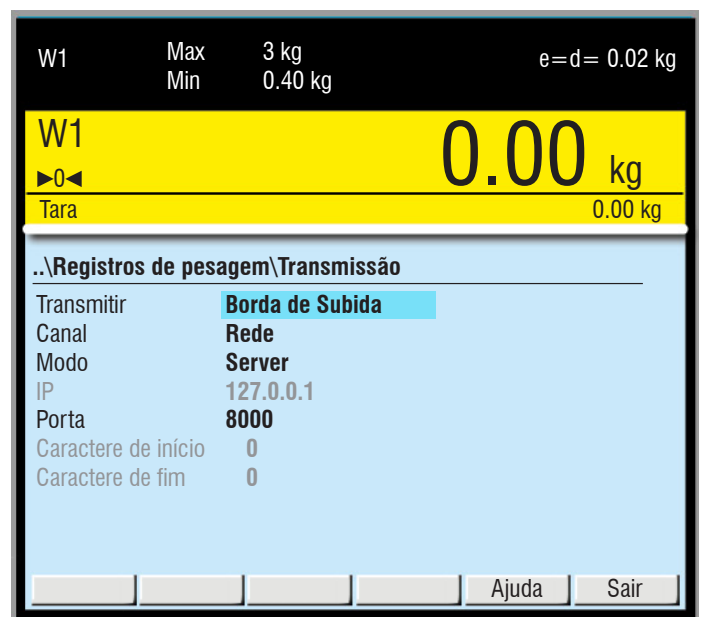 W1 Max 3 kg e=d= 0.02 kg
Min 0.40 kg
W1 0.00 kg
►0◄
Tara 0.00 kg
..\Registros de pesagem\Transmissão
Transmitir Borda de Subida
Canal Rede
Modo Server
IP 127.0.0.1
Porta 8000
Caractere de início 0
Caractere de fim 0
Ajuda Sair